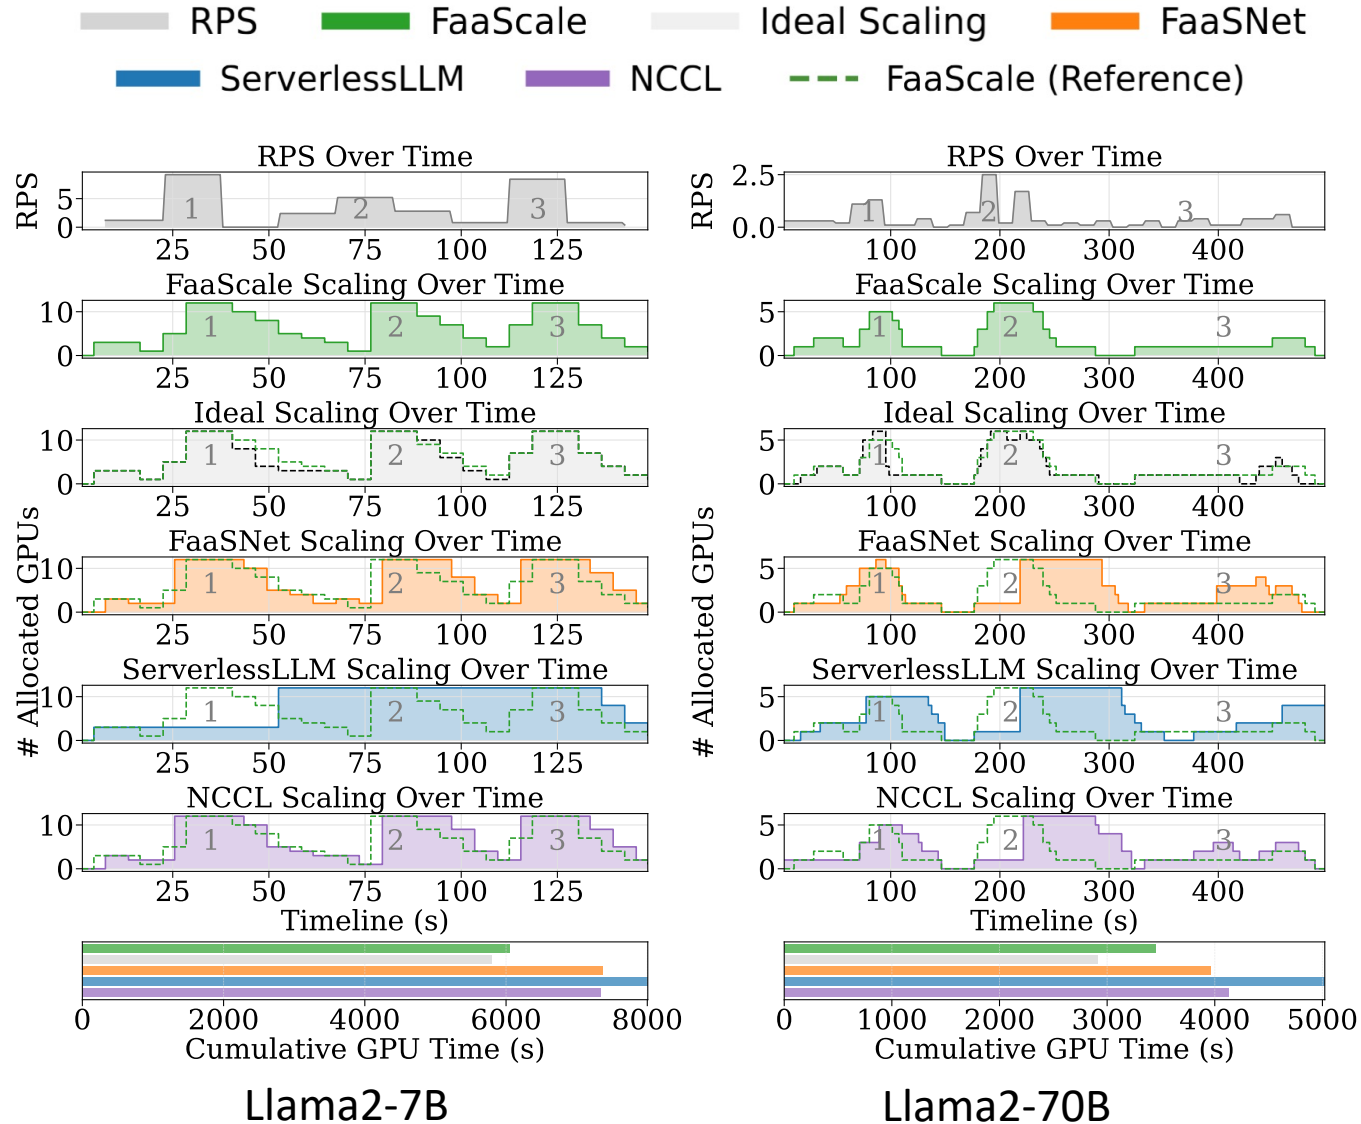 RPS FaaScale Ideal Scaling FaaSNet
ServerlessLLM NCCL FaaScale (Reference)
RPS Over Time
RPS
5
0
1 2 3
25 50 75 100 125
FaaScale Scaling Over Time
10
0
1 2 3
25 50 75 100 125
Ideal Scaling Over Time
10
0
1 2 3
25 50 75 100 125
# Allocated GPUs
FaaSNet Scaling Over Time
10
0
1 2 3
25 50 75 100 125
ServerlessLLM Scaling Over Time
10
0
1 2 3
25 50 75 100 125
NCCL Scaling Over Time
10
0
1 2 3
25 50 75 100 125
Timeline (s)
0 2000 4000 6000 8000
Cumulative GPU Time (s)
Llama2-7B
RPS Over Time
RPS
2.5
0.0
1 2 3
100 200 300 400
FaaScale Scaling Over Time
5
0
1 2 3
100 200 300 400
Ideal Scaling Over Time
5
0
1 2 3
100 200 300 400
# Allocated GPUs
FaaSNet Scaling Over Time
5
0
1 2 3
100 200 300 400
ServerlessLLM Scaling Over Time
5
0
1 2 3
100 200 300 400
NCCL Scaling Over Time
5
0
1 2 3
100 200 300 400
Timeline (s)
0 1000 2000 3000 4000 5000
Cumulative GPU Time (s)
Llama2-70B